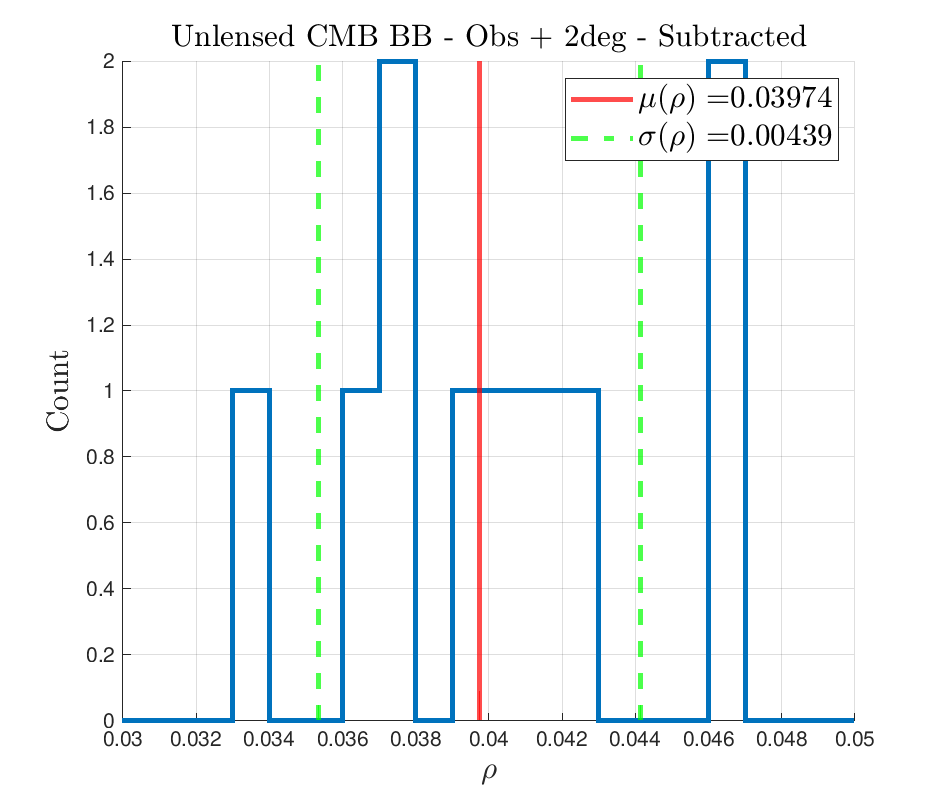 Unlensed CMB BB - Obs + 2deg - Subtracted
μ(ρ) =0.03974
σ(ρ) =0.00439
2
1.8
1.6
1.4
1.2
1
0.8
0.6
0.4
0.2
0
Count
0.03 0.032 0.034 0.036 0.038 0.04 0.042 0.044 0.046 0.048 0.05
ρ